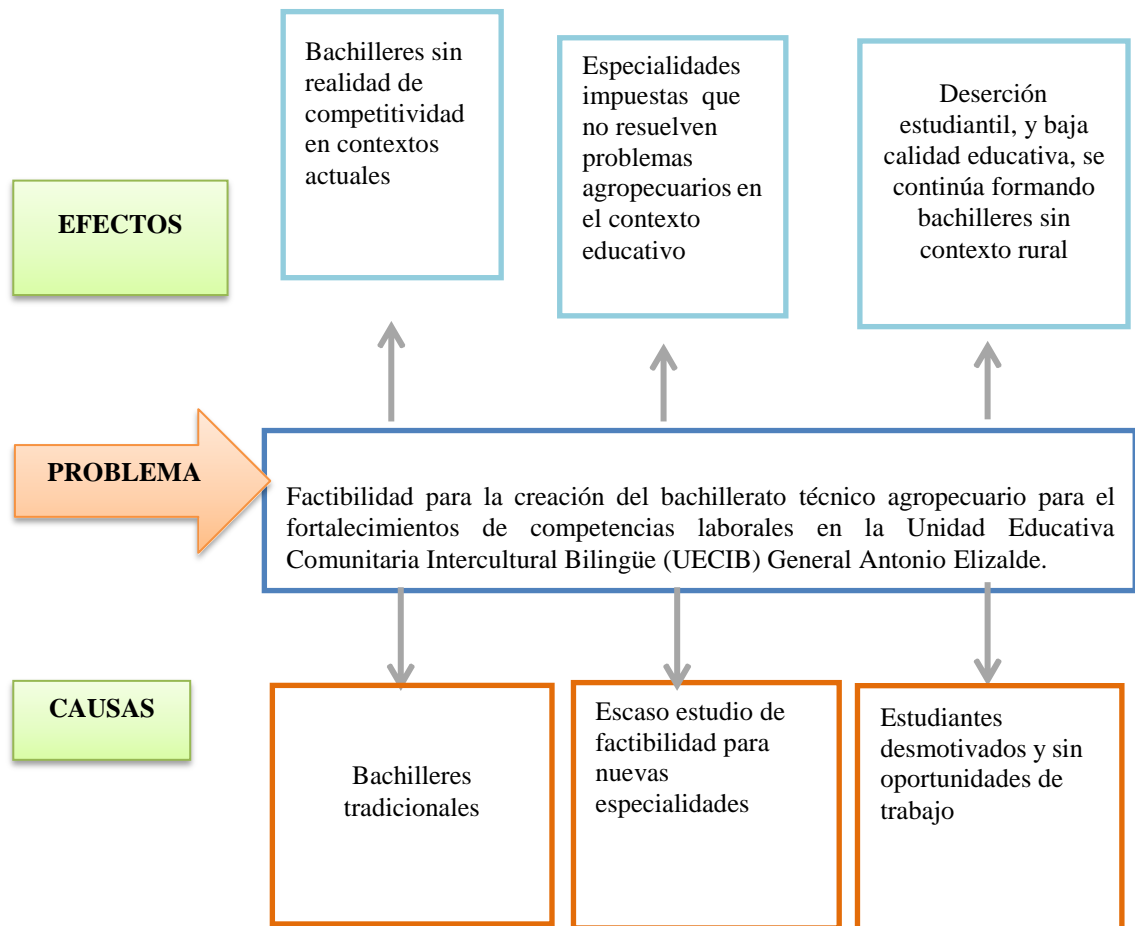 Bachilleres sin
realidad de
competitividad
en contextos
actuales
Especialidades
impuestas que
no resuelven
problemas
agropecuarios en
el contexto
educativo
Deserción
estudiantil, y baja
calidad educativa, se
continúa formando
bachilleres sin
contexto rural
EFECTOS
PROBLEMA
Factibilidad para la creación del bachillerato técnico agropecuario para el
fortalecimientos de competencias laborales en la Unidad Educativa
Comunitaria Intercultural Bilingüe (UECIB) General Antonio Elizalde.
CAUSAS
Bachilleres
tradicionales
Escaso estudio de
factibilidad para
nuevas
especialidades
Estudiantes
desmotivados y sin
oportunidades de
trabajo